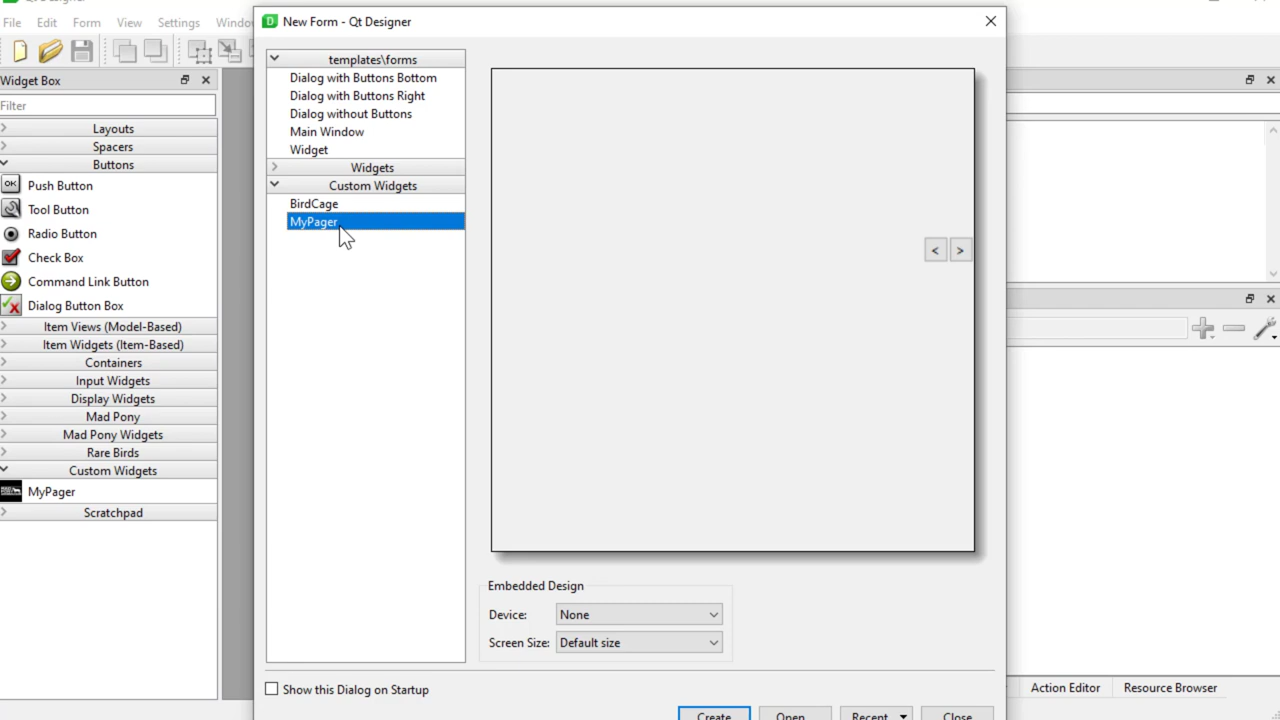 New Form - Qt Designer
File Edit Form View Settings Windo
Widget Box
Filter
Layouts
Spacers
Buttons
OK Push Button
Tool Button
Radio Button
Check Box
Command Link Button
Dialog Button Box
Item Views (Model-Based)
Item Widgets (Item-Based)
Containers
Input Widgets
Display Widgets
Mad Pony
Mad Pony Widgets
Rare Birds
Custom Widgets
MyPager
Scratchpad
templates\forms
Dialog with Buttons Bottom
Dialog with Buttons Right
Dialog without Buttons
Main Window
Widget
Widgets
Custom Widgets
BirdCage
MyPager
< >
Embedded Design
Device: None
Screen Size: Default size
Show this Dialog on Startup
Create Open Recent Close
Action Editor Resource Browser